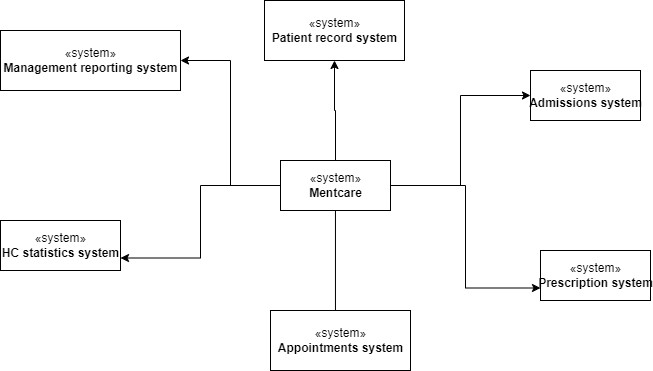 «system»
Patient record system
«system»
Management reporting system
«system»
Admissions system
«system»
Mentcare
«system»
HC statistics system
«system»
Prescription system
«system»
Appointments system